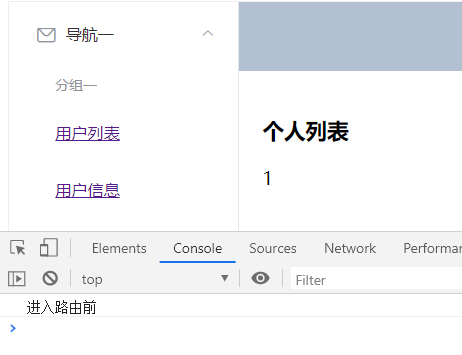 导航一
分组一
用户列表
用户信息
个人列表
1
Elements Console Sources Network Performan
top Filter
进入路由前